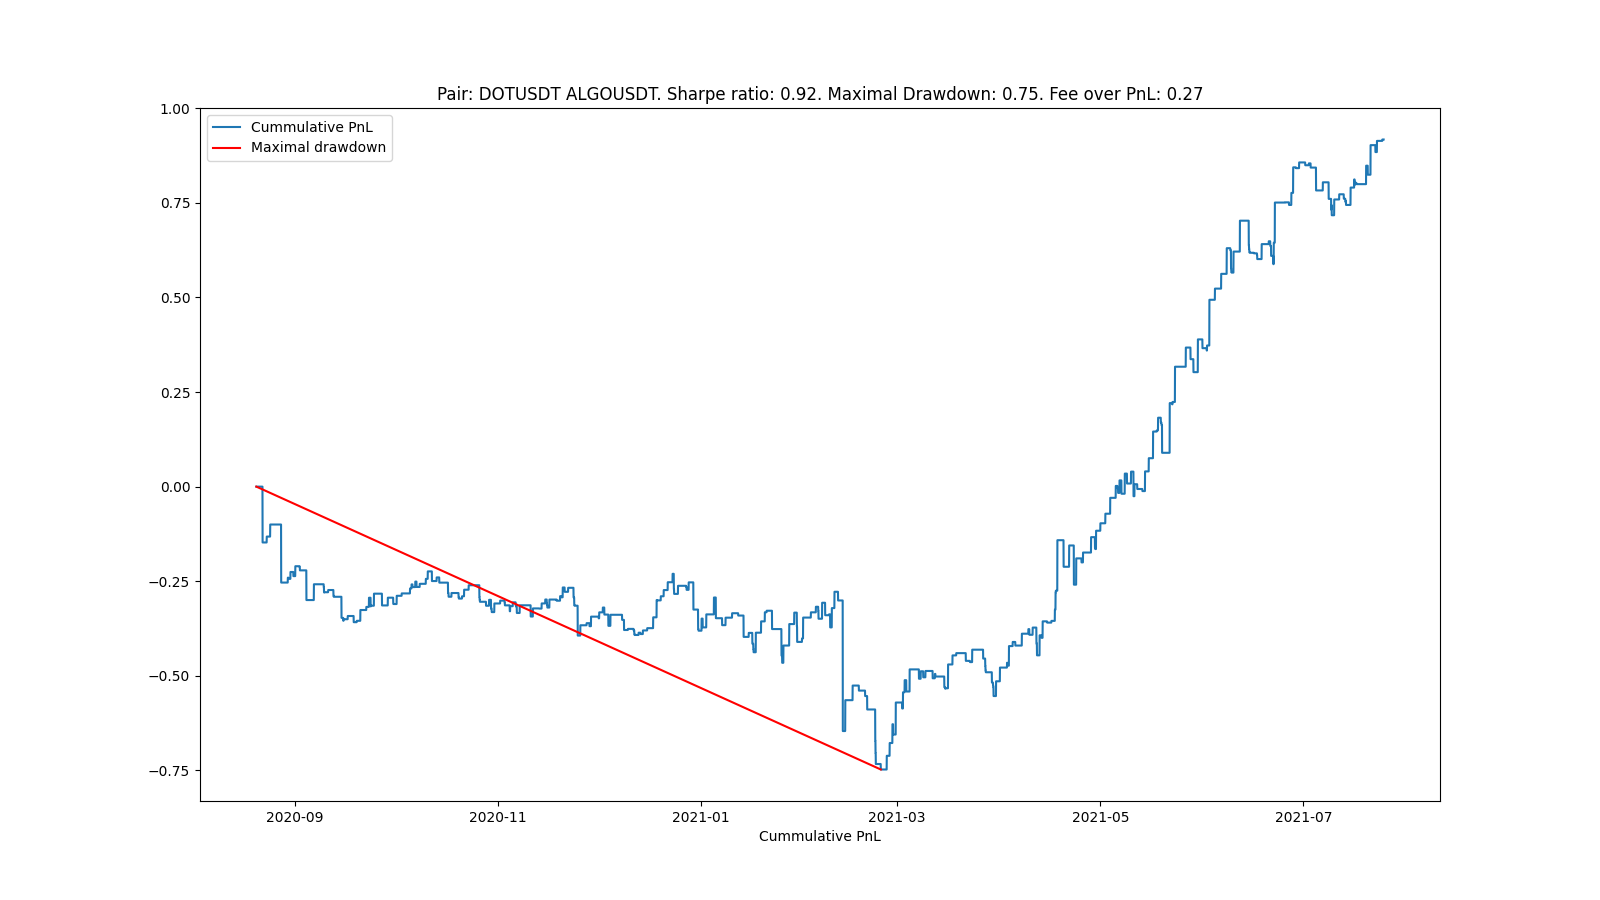 Pair: DOTUSDT ALGOUSDT. Sharpe ratio: 0.92. Maximal Drawdown: 0.75. Fee over PnL: 0.27
Cummulative PnL
Maximal drawdown
1.00
0.75
0.50
0.25
0.00
−0.25
−0.50
−0.75
2020-09 2020-11 2021-01 2021-03 2021-05 2021-07
Cummulative PnL